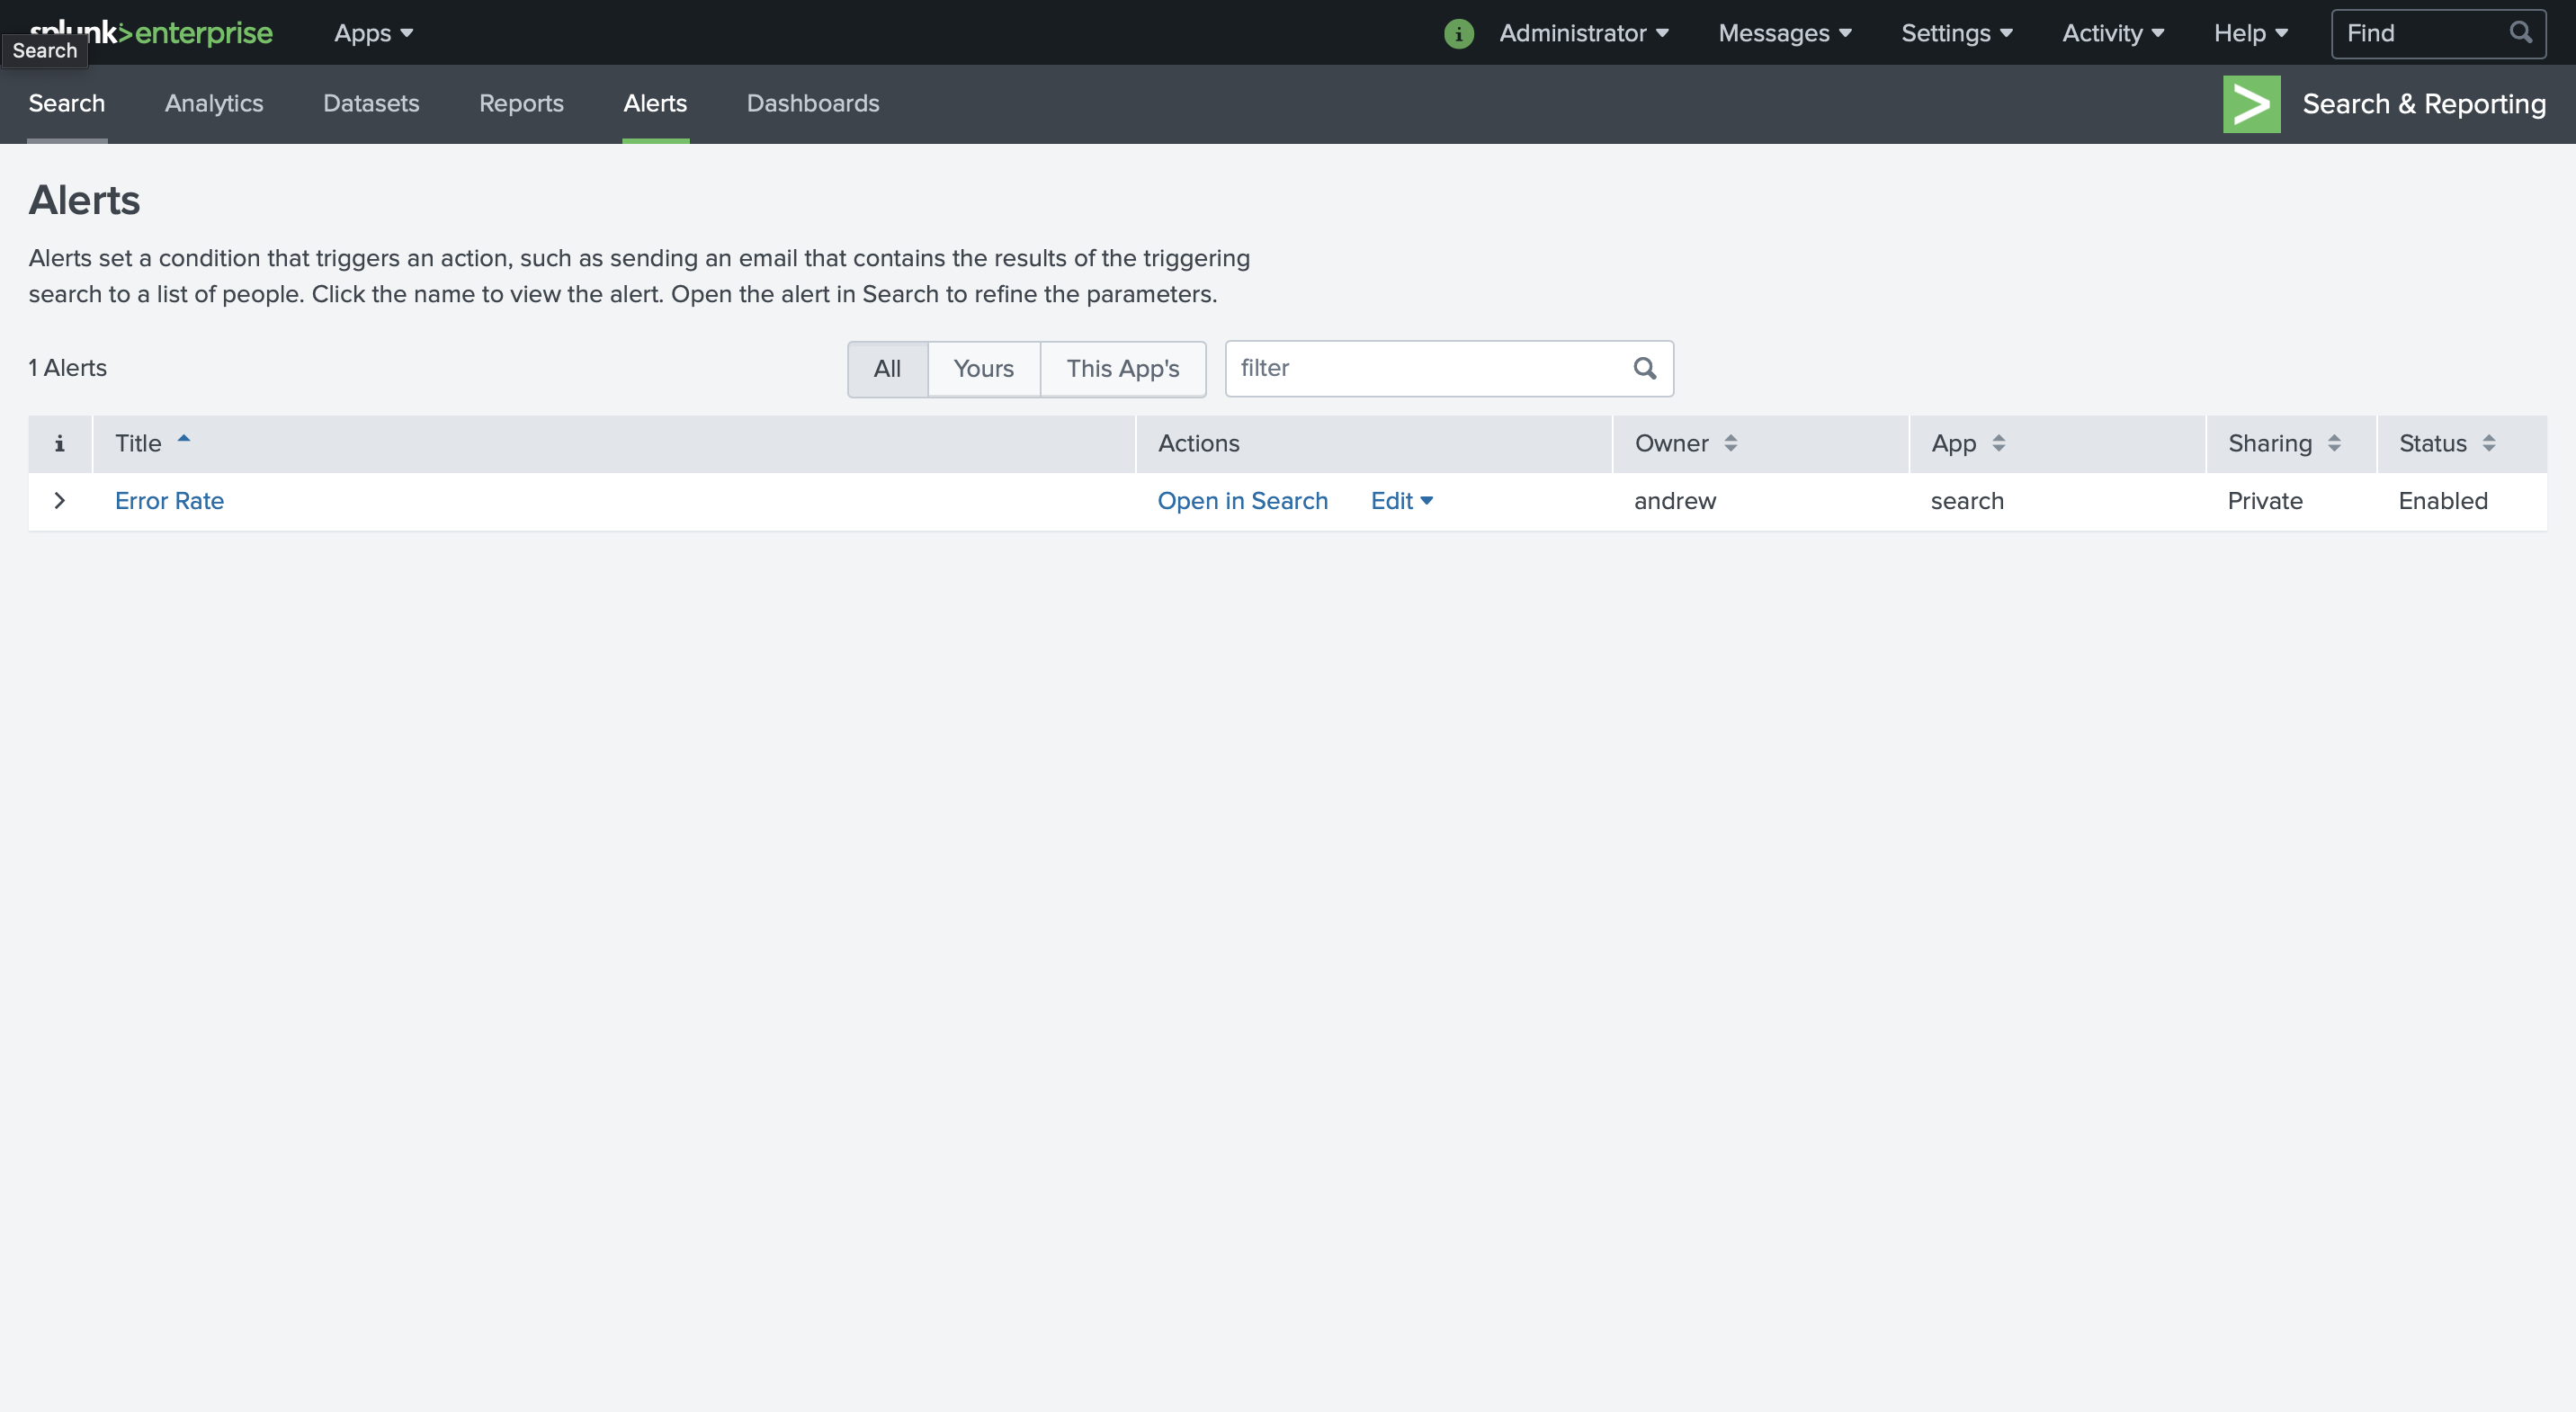 splunk>enterprise Apps Administrator Messages Settings Activity Help Find
Search
Search Analytics Datasets Reports Alerts Dashboards Search & Reporting
Alerts
Alerts set a condition that triggers an action, such as sending an email that contains the results of the triggering
search to a list of people. Click the name to view the alert. Open the alert in Search to refine the parameters.
1 Alerts All Yours This App's filter
i Title Actions Owner App Sharing Status
Error Rate Open in Search Edit andrew search Private Enabled